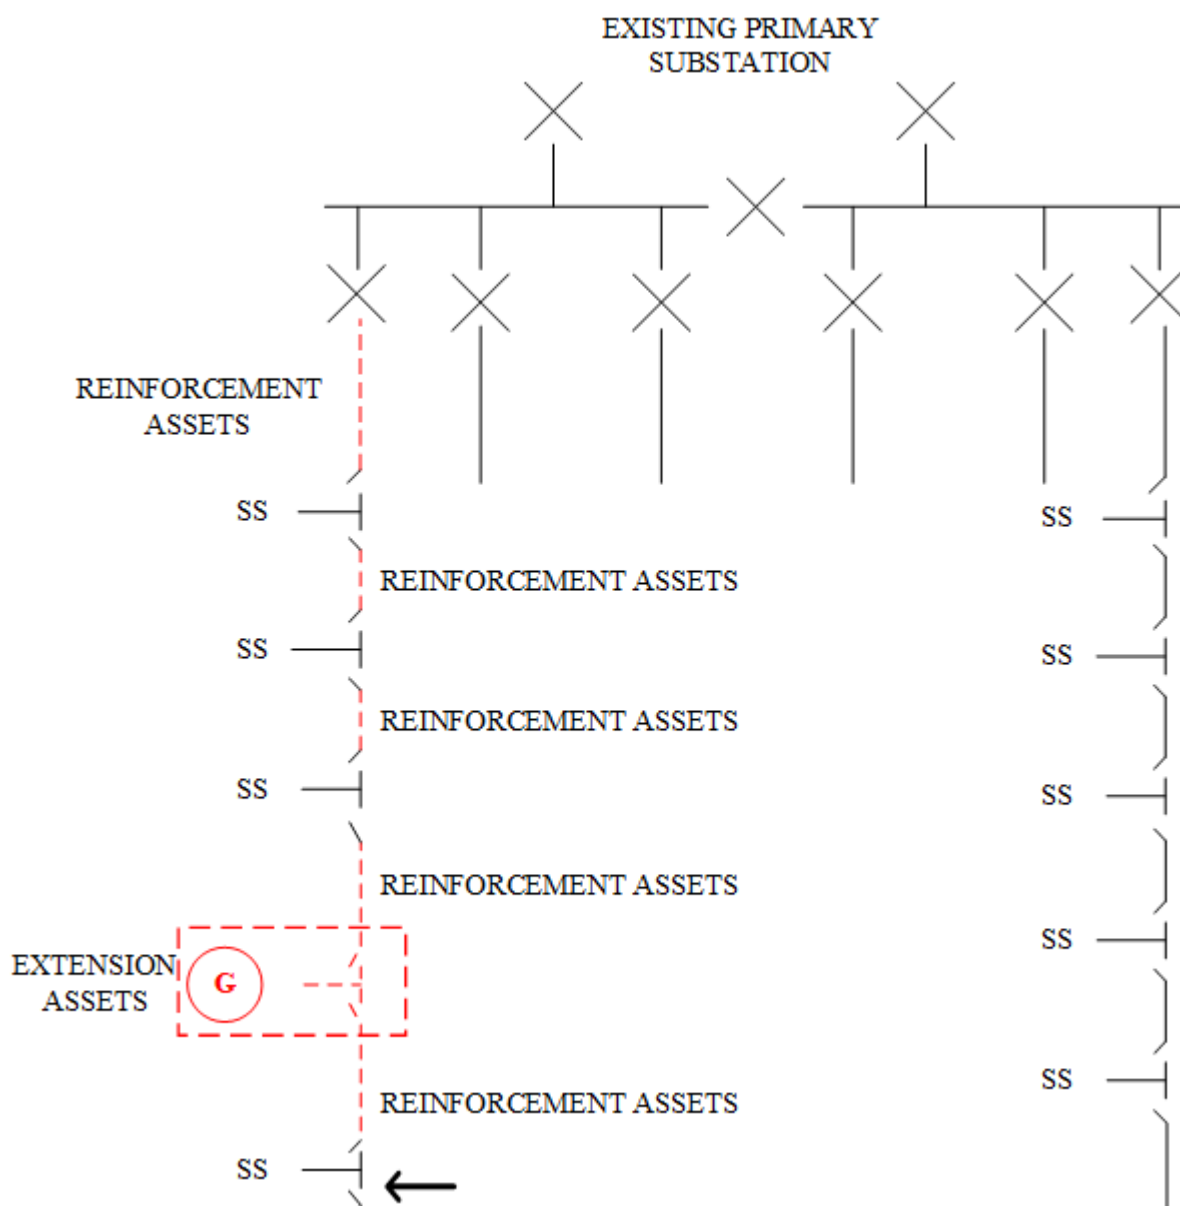 EXISTING PRIMARY
SUBSTATION
REINFORCEMENT
ASSETS
SS
SS
REINFORCEMENT ASSETS
SS
SS
REINFORCEMENT ASSETS
SS
SS
REINFORCEMENT ASSETS
SS
EXTENSION
ASSETS
G
SS
REINFORCEMENT ASSETS
SS